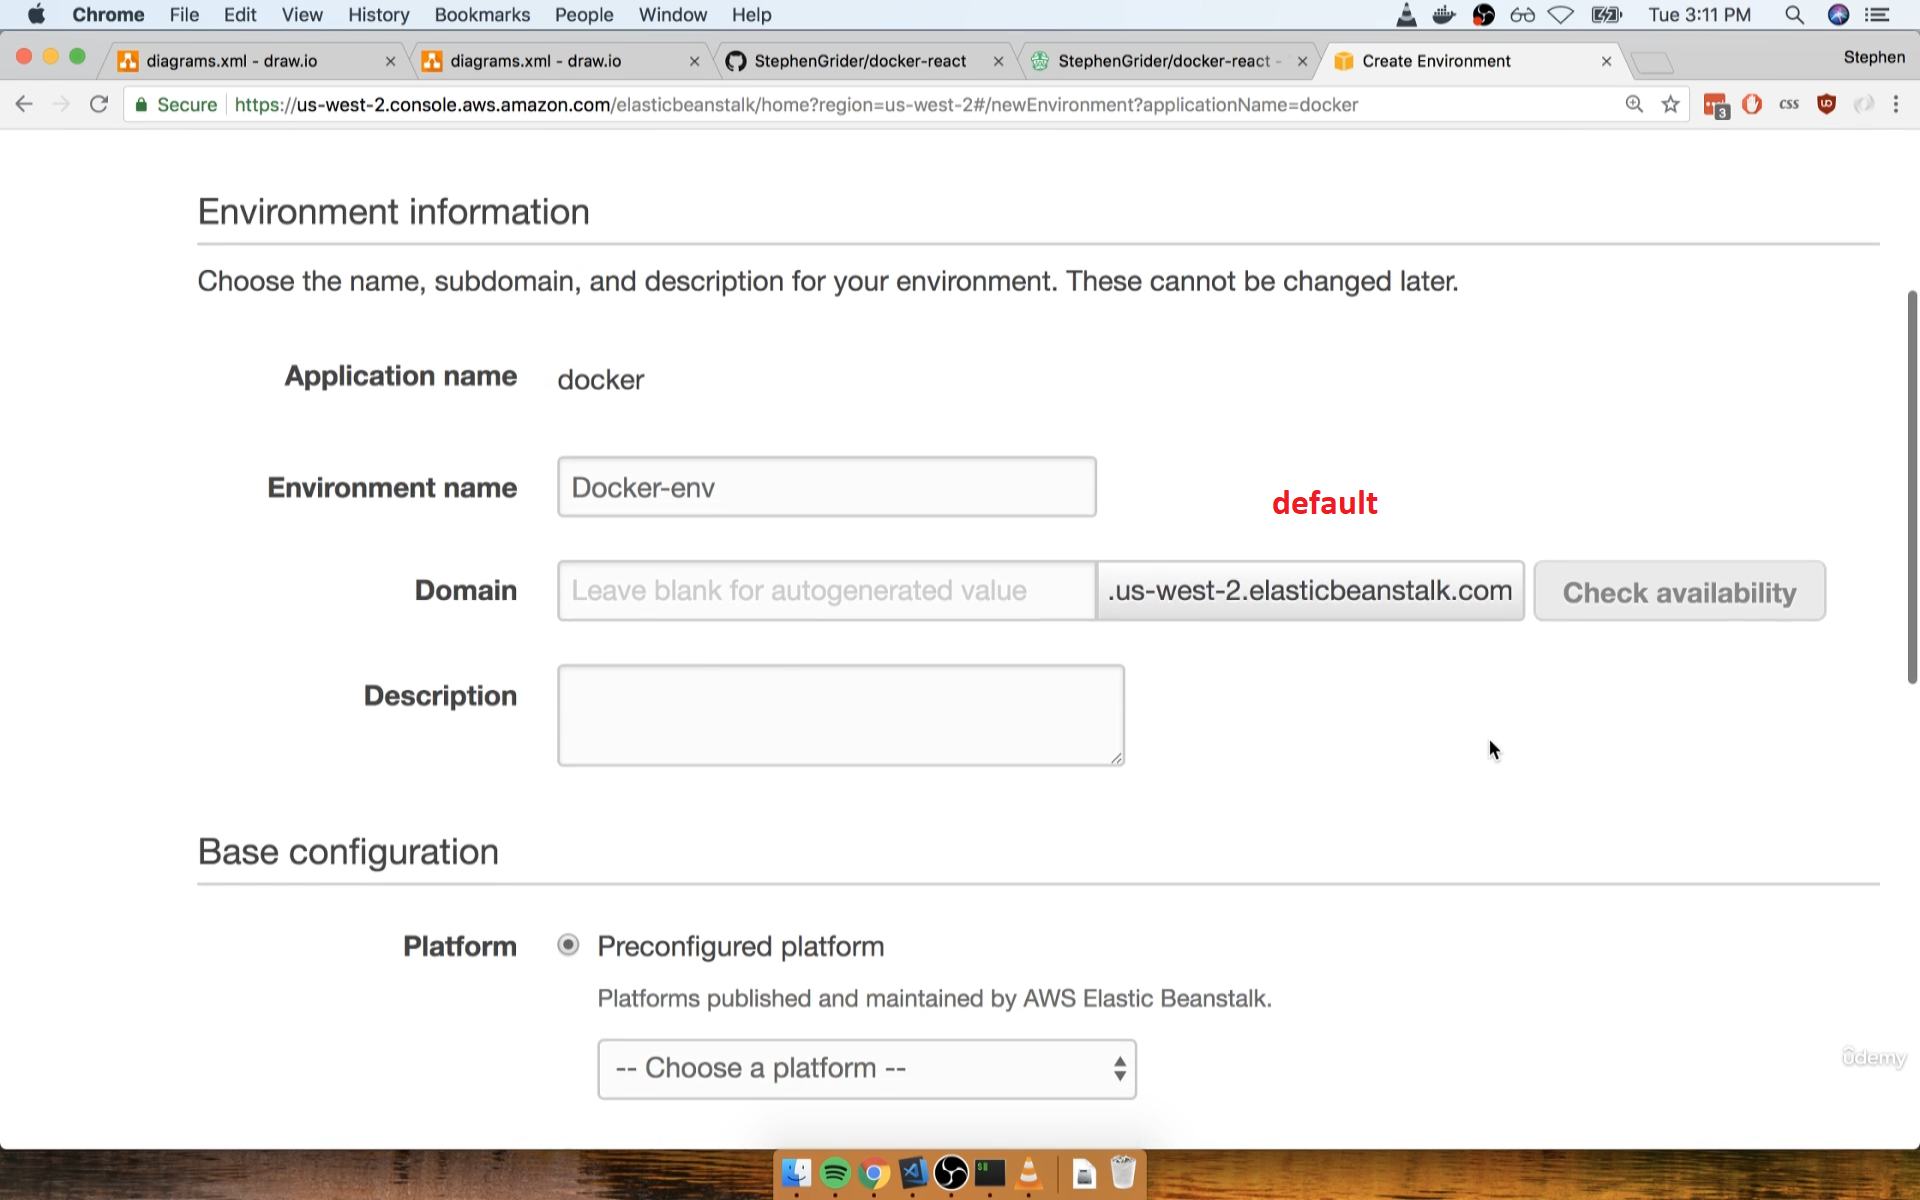 Chrome File Edit View History Bookmarks People Window Help Tue 3:11 PM
diagrams.xml - draw.io diagrams.xml - draw.io StephenGrider/docker-react StephenGrider/docker-react - Create Environment Stephen
Secure https://us-west-2.console.aws.amazon.com/elasticbeanstalk/home?region=us-west-2#/newEnvironment?applicationName=docker 3 CSS
Environment information
Choose the name, subdomain, and description for your environment. These cannot be changed later.
Application name docker
Environment name Docker-env
default
Domain Leave blank for autogenerated value .us-west-2.elasticbeanstalk.com Check availability
Description
Base configuration
Platform Preconfigured platform
Platforms published and maintained by AWS Elastic Beanstalk.
-- Choose a platform --
ûdemy